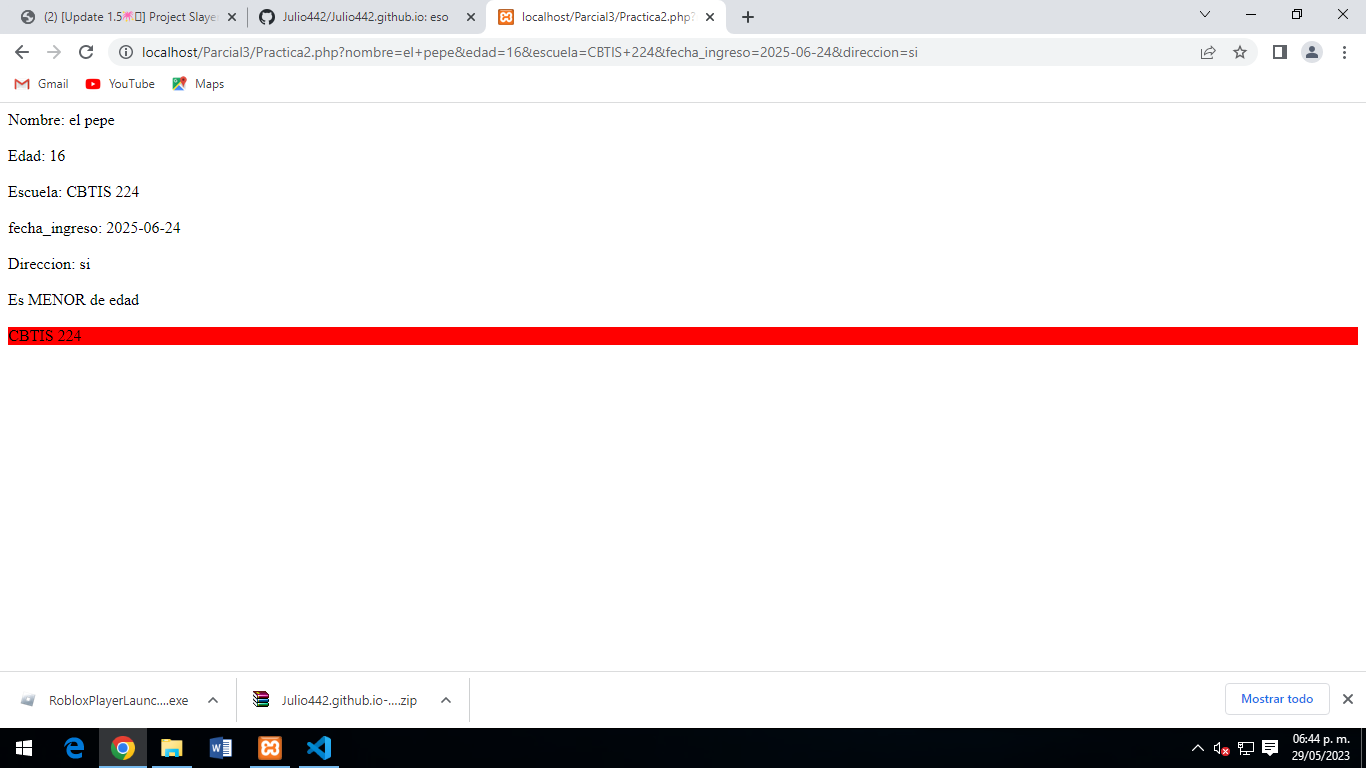 (2) [Update 1.5 Project Slaye
Julio442/Julio442.github.io: eso
localhost/Parcial3/Practica2.php?
localhost/Parcial3/Practica2.php?nombre=el+pepe&edad=16&escuela=CBTIS+224&fecha_ingreso=2025-06-24&direccion=si
Gmail
YouTube
Maps
Nombre: el pepe
Edad: 16
Escuela: CBTIS 224
fecha_ingreso: 2025-06-24
Direccion: si
Es MENOR de edad
CBTIS 224
RobloxPlayerLaunc....exe
Julio442.github.io-....zip
Mostrar todo
06:44 p. m.
29/05/2023